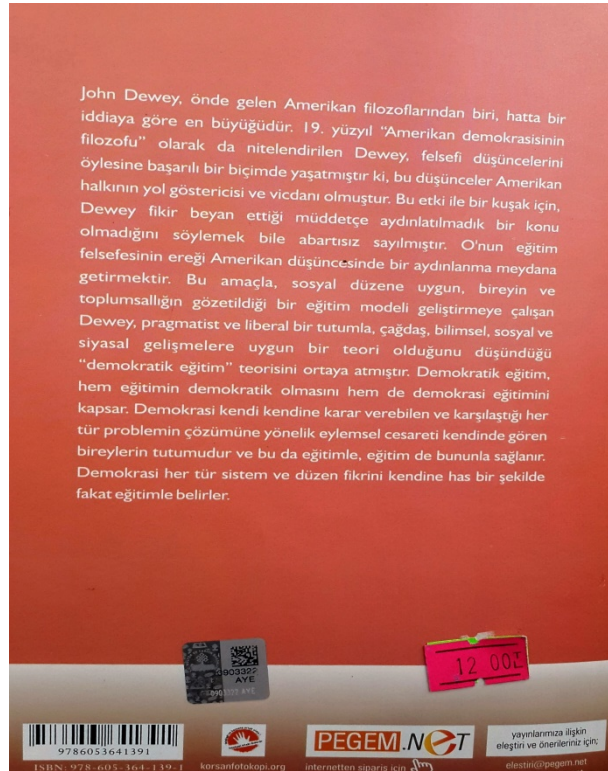 John Dewey, önde gelen Amerikan filozoflarından biri, hatta bir
iddiaya göre en büyüğüdür. 19. yüzyıl “Amerikan demokrasisinin
filozofu” olarak da nitelendirilen Dewey, felsefi düşüncelerini
öylesine başarılı bir biçimde yaşatmıştır ki, bu düşünceler Amerikan
halkının yol göstericisi ve vicdanı olmuştur. Bu etki ile bir kuşak için,
Dewey fikir beyan ettiği müddetçe aydınlatılmadık bir konu
olmadığını söylemek bile abartısız sayılmıştır. O'nun eğitim
felsefesinin ereği Amerikan düşüncesinde bir aydınlanma meydana
getirmektir. Bu amaçla, sosyal düzene uygun, bireyin ve
toplumsallığın gözetildiği bir eğitim modeli geliştirmeye çalışan
Dewey, pragmatist ve liberal bir tutumla, çağdaş, bilimsel, sosyal ve
siyasal gelişmelere uygun bir teori olduğunu düşündüğü
“demokratik eğitim” teorisini ortaya atmıştır. Demokratik eğitim,
hem eğitimin demokratik olmasını hem de demokrasi eğitimini
kapsar. Demokrasi kendi kendine karar verebilen ve karşılaştığı her
tür problemin çözümüne yönelik eylemsel cesareti kendinde gören
bireylerin tutumudur ve bu da eğitimle, eğitim de bununla sağlanır.
Demokrasi her tür sistem ve düzen fikrini kendine has bir şekilde
fakat eğitimle belirler.
0903322
AYE
0903322 AYE
12 00
9786053641391
ISBN: 978-605-364-139-1
korsanfotokopi.org
PEGEM.NET
internetten sipariş için
yayınlarımıza ilişkin
eleştiri ve önerileriniz için;
elestiri@pegem.net